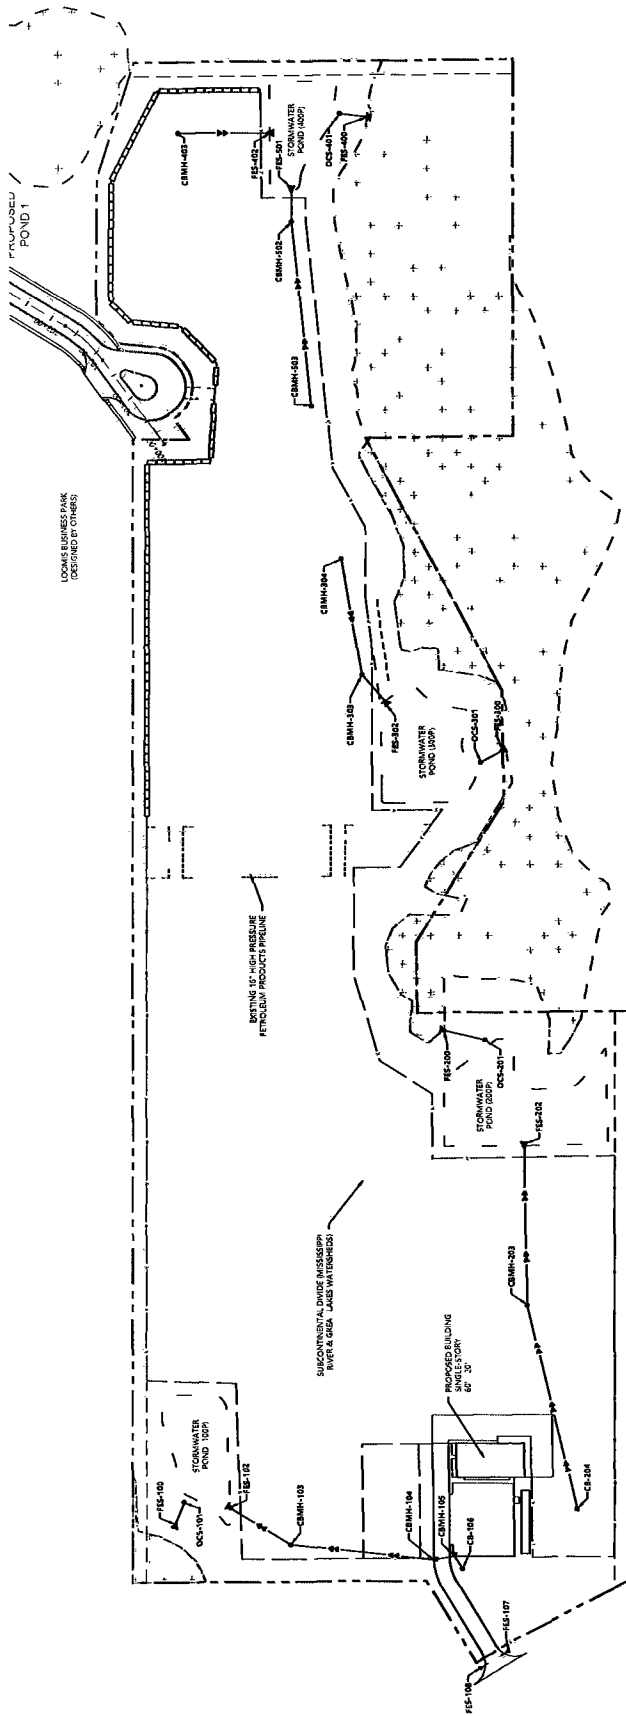 PROPOSED
POND 1
CBMH-403
FES-402
FES-501
STORMWATER
POND (400P)
OCS-401
FES-400
CBMH-502
CBMH-503
LOOMIS BUSINESS PARK
(DESIGNED BY OTHERS)
CBMH-304
CBMH-303
FES-302
STORMWATER
POND (300P)
OCS-301
FES-300
EXISTING 16" HIGH PRESSURE
PETROLEUM PRODUCTS PIPELINE
FES-200
OCS-201
STORMWATER
POND (200P)
FES-202
SUBCONTINENTAL DIVIDE (MISSISSIPPI
RIVER & GREA LAKES WATERSHEDS)
CBMH-203
PROPOSED BUILDING
SINGLE-STORY
60' 20'
STORMWATER
POND 100P)
FES-100
OCS-101
FES-102
CBMH-103
CBMH-104
CBMH-105
CB-106
CB-204
FES-107
FES-108